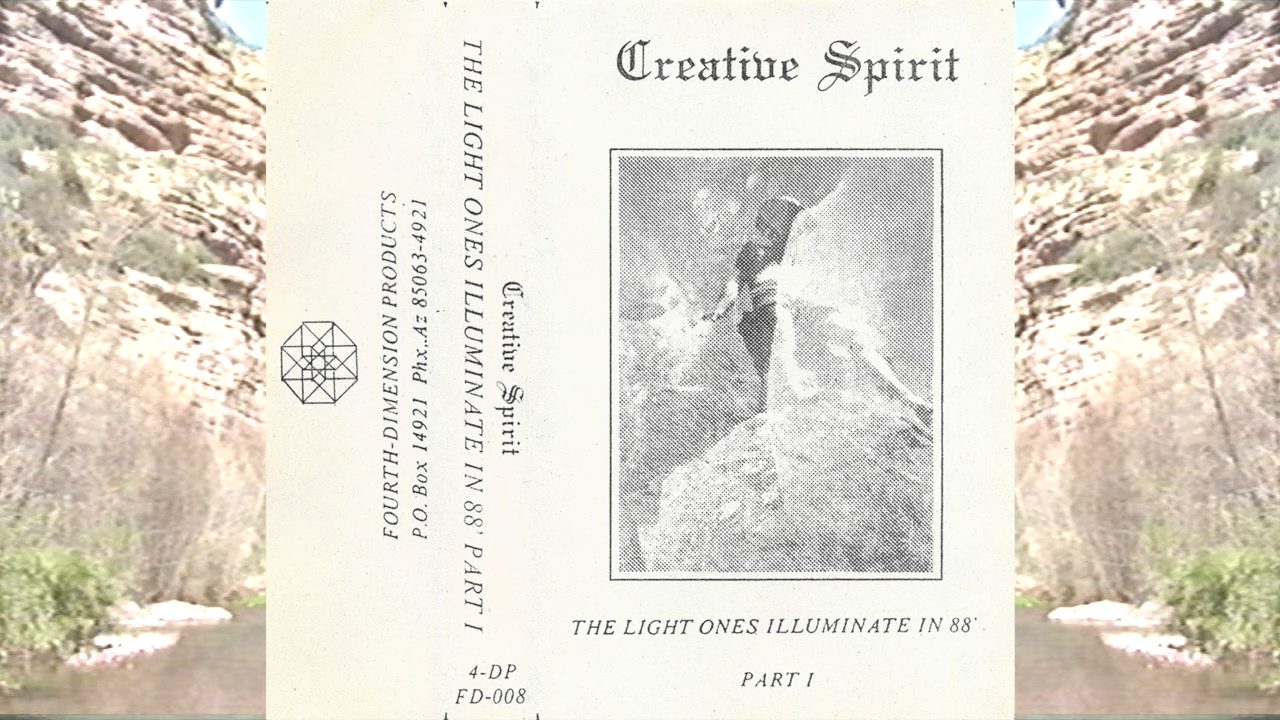 FOURTH-DIMENSION PRODUCTS
P.O. Box 14921 Phx., Az 85063-4921
THE LIGHT ONES ILLUMINATE IN 88' PART I
Creative Spirit
4-DP
FD-008
Creative Spirit
THE LIGHT ONES ILLUMINATE IN 88'
PART I